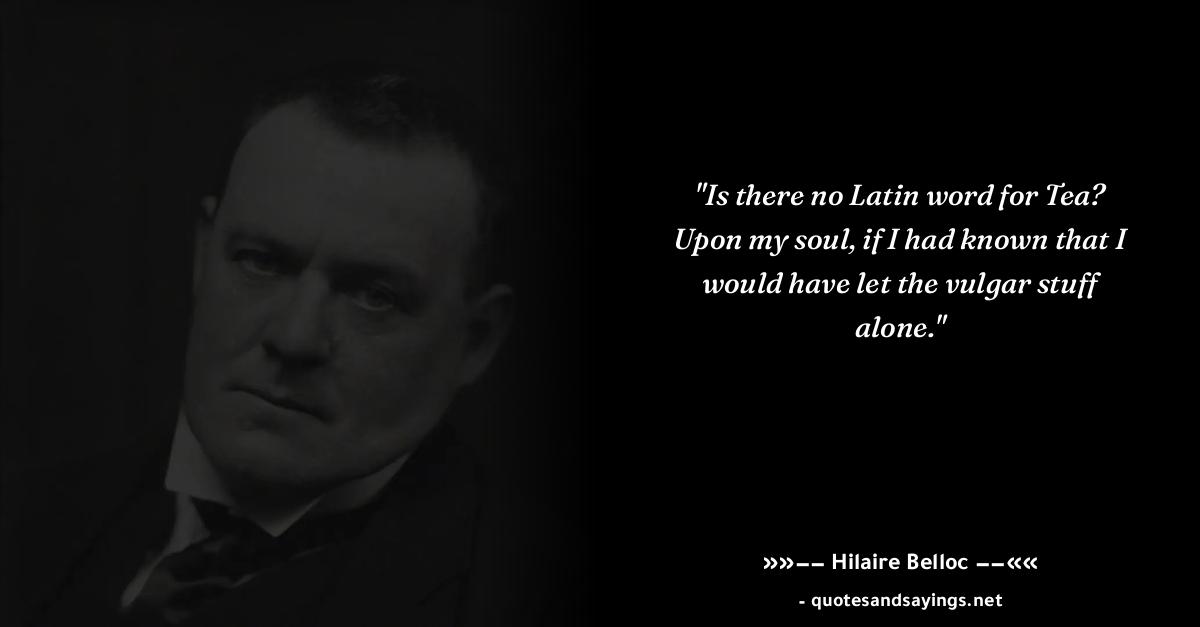 "Is there no Latin word for Tea?
Upon my soul, if I had known that I
would have let the vulgar stuff
alone."
»»−− Hilaire Belloc −−««
- quotesandsayings.net